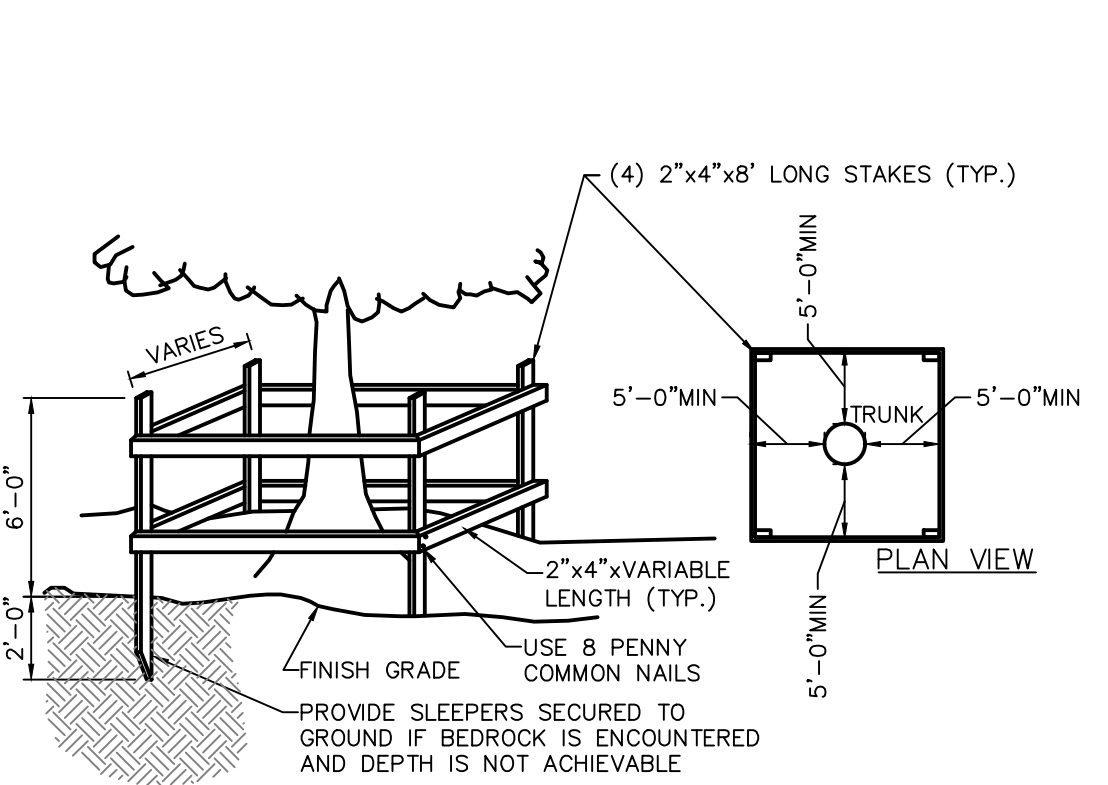 (4) 2”x4”x8' LONG STAKES (TYP.)
5'-0”MIN
VARIES
5'-0”MIN
5'-0”MIN
TRUNK
6'-0”
PLAN VIEW
2”x4”xVARIABLE
LENGTH (TYP.)
2'-0”
5'-0”MIN
USE 8 PENNY
COMMON NAILS
FINISH GRADE
PROVIDE SLEEPERS SECURED TO
GROUND IF BEDROCK IS ENCOUNTERED
AND DEPTH IS NOT ACHIEVABLE